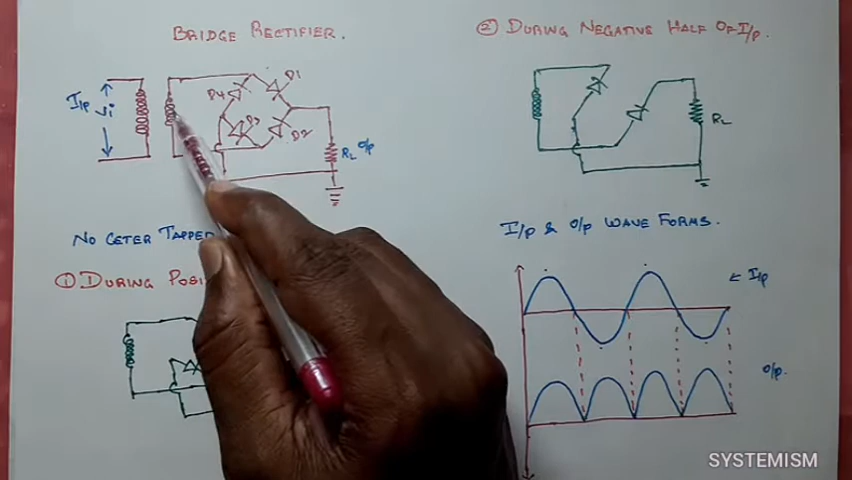 BRIDGE RECTIFIER.
I/p
Vi
D4
D1
D3
D2
RL
o/p
NO CETER TAPPED
① DURING POSI
② DURING NEGATIVE HALF OF I/p.
RL
I/p & O/p WAVE FORMS.
← I/p
O/p.
SYSTEMISM